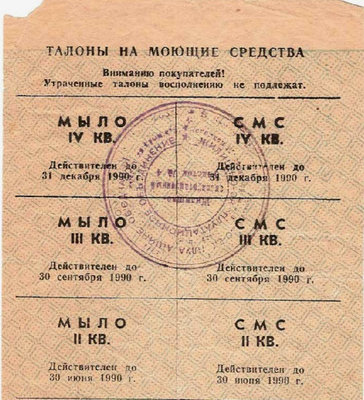 ТАЛОНЫ НА МОЮЩИЕ СРЕДСТВА
Вниманию покупателей!
Утраченные талоны восполнению не подлежат.
МЫЛО
IV КВ.
Действителен до
31 декабря 1990 г.
СМС
IV КВ.
Действителен до
31 декабря 1990 г.
МЫЛО
III КВ.
Действителен до
30 сентября 1990 г.
СМС
III КВ.
Действителен до
30 сентября 1990 г.
МЫЛО
II КВ.
Действителен до
30 июня 1990 г.
СМС
II КВ.
Действителен до
30 июня 1990 г.